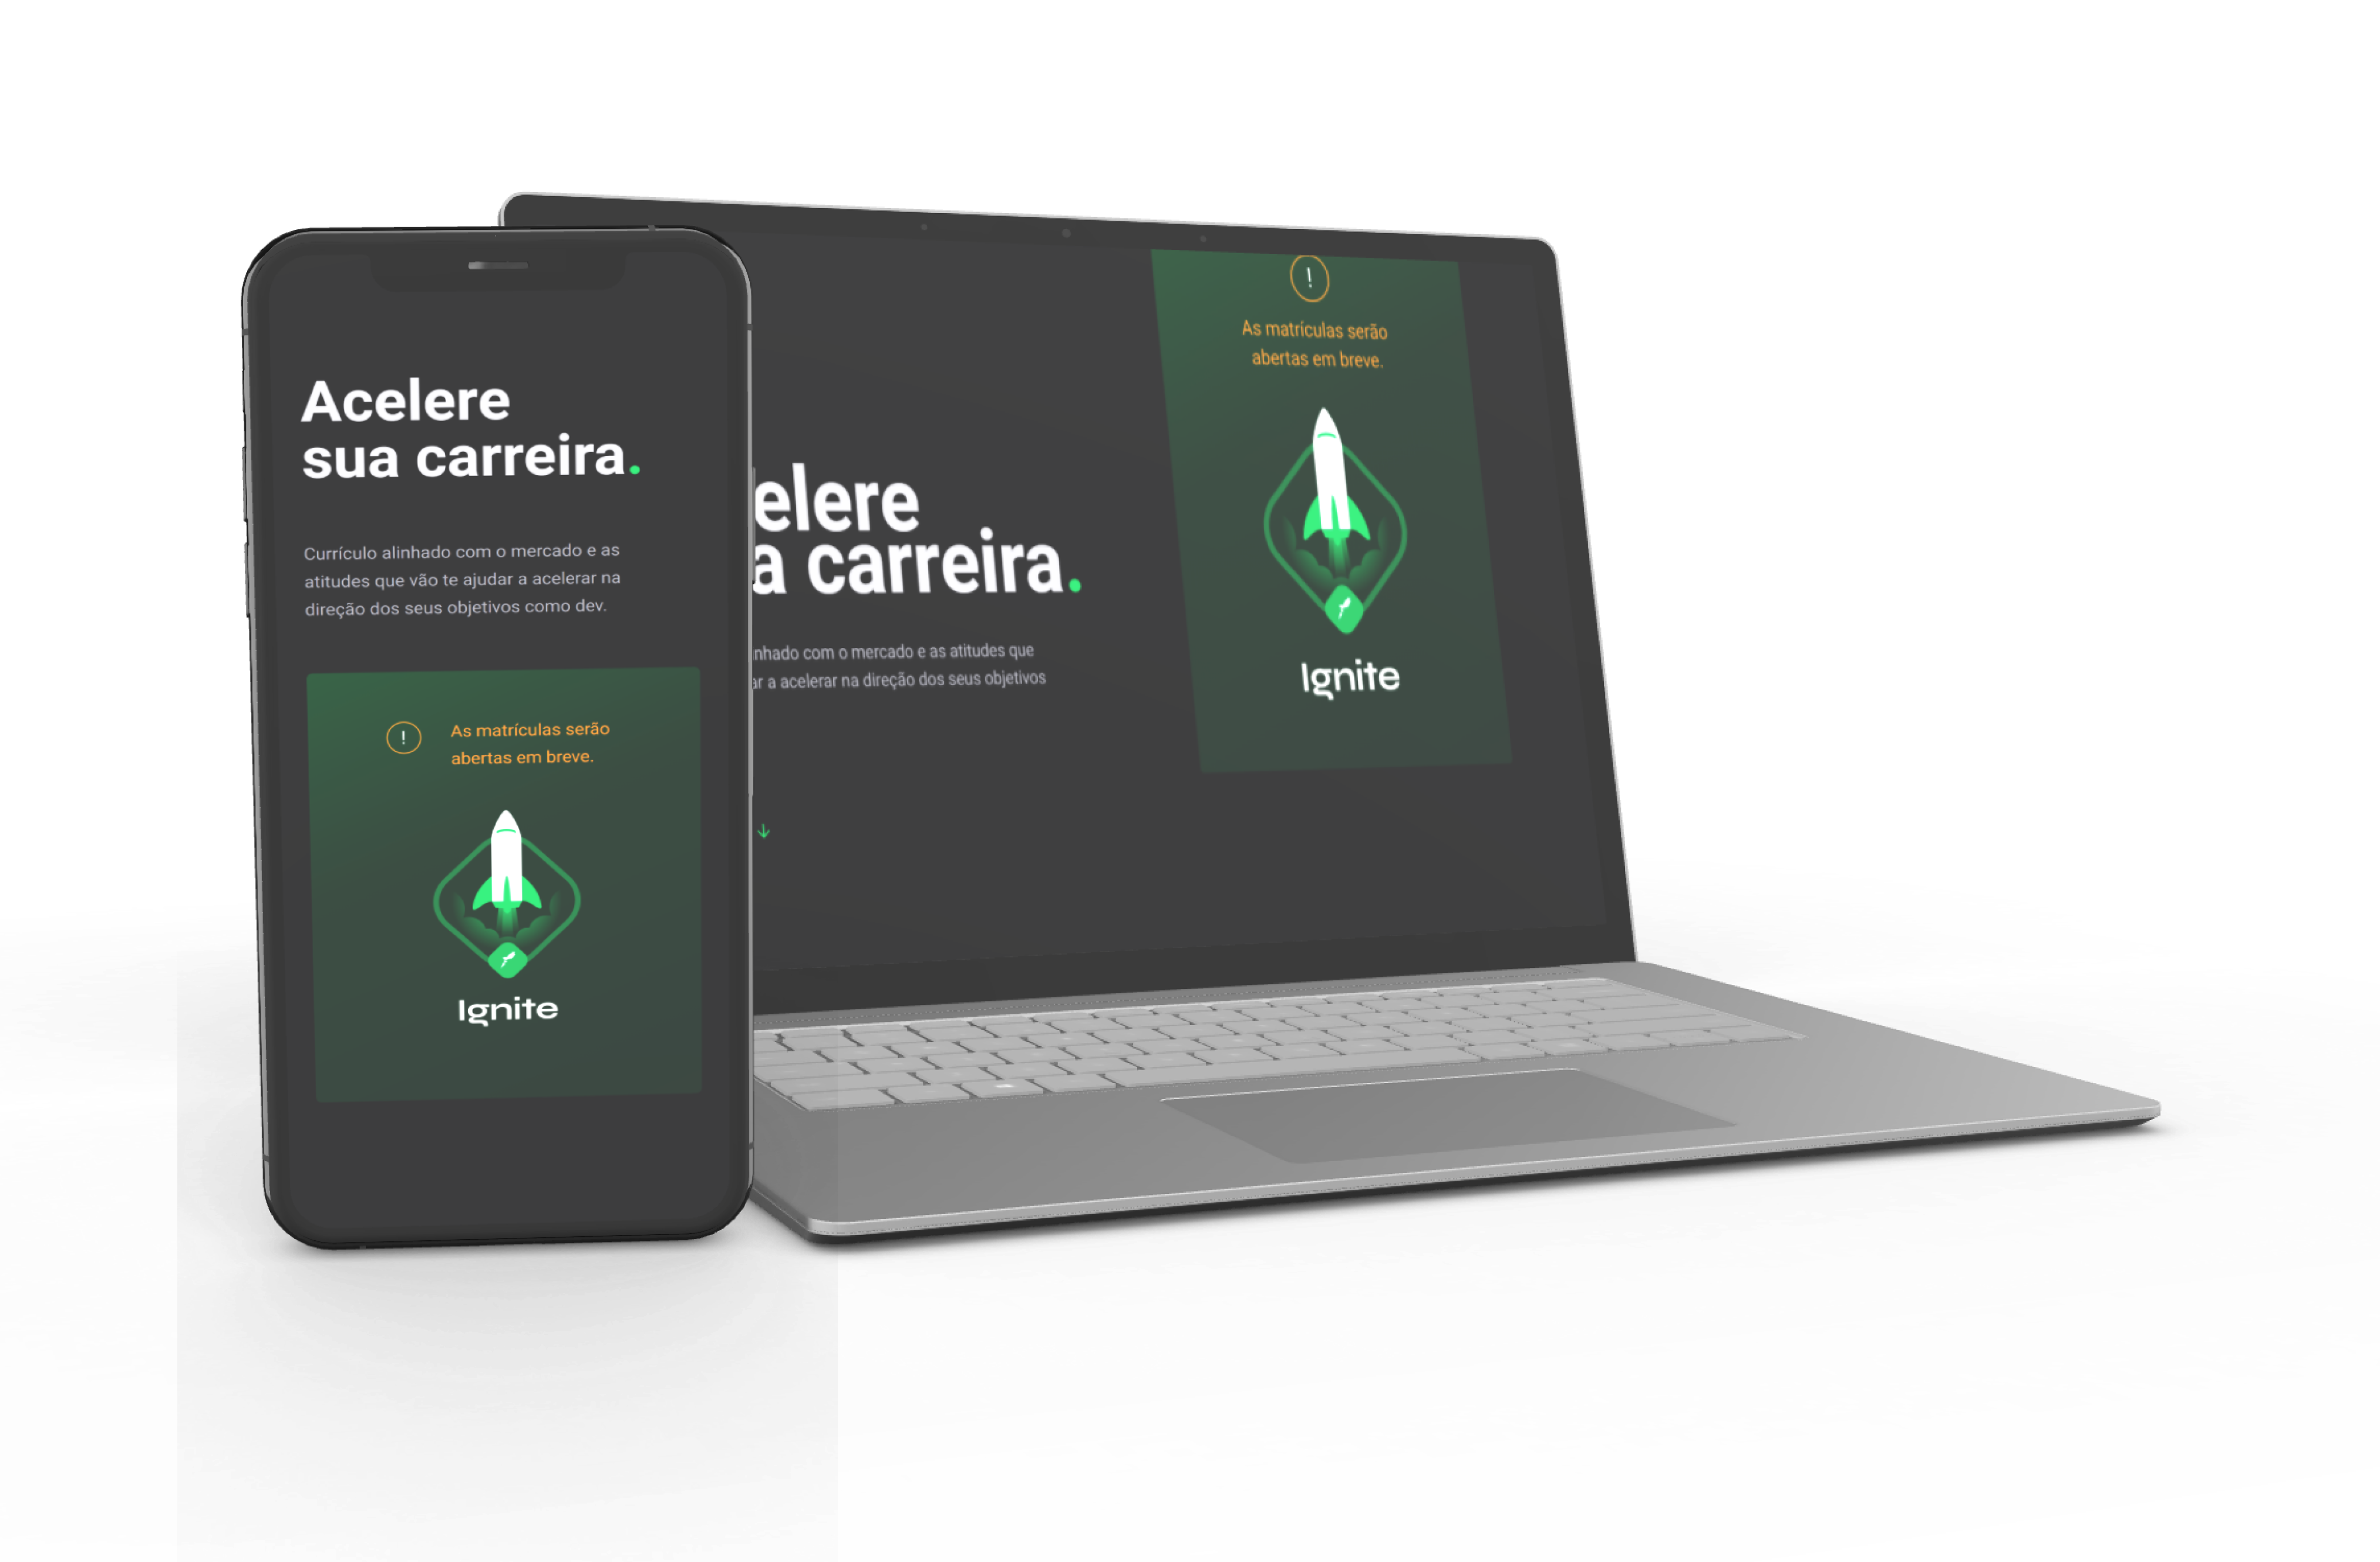 Acelere
sua carreira.
Currículo alinhado com o mercado e as
atitudes que vão te ajudar a acelerar na
direção dos seus objetivos como dev.
!
As matrículas serão
abertas em breve.
Ignite
elere
a carreira.
nhado com o mercado e as atitudes que
ar a acelerar na direção dos seus objetivos
!
As matrículas serão
abertas em breve.
Ignite